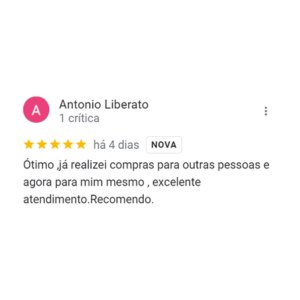 A
Antonio Liberato
1 crítica
há 4 dias NOVA
Ótimo ,já realizei compras para outras pessoas e
agora para mim mesmo , excelente
atendimento.Recomendo.